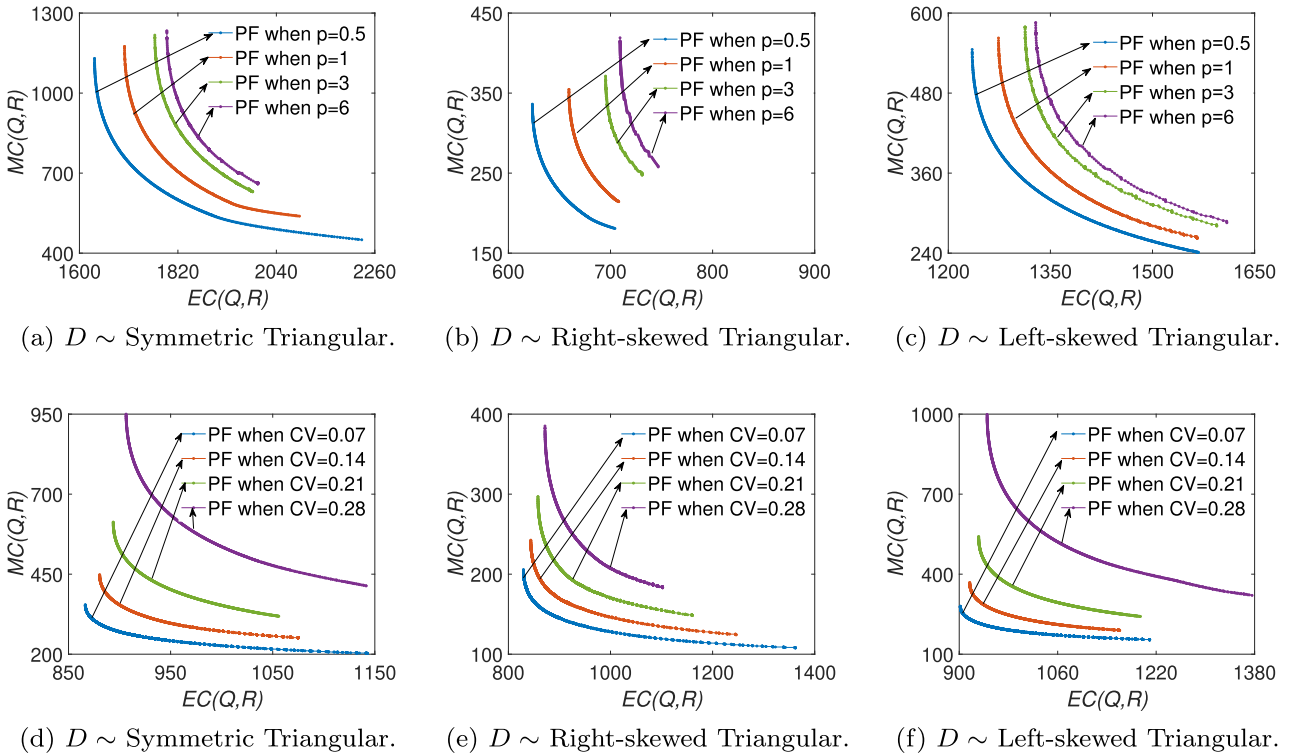 1300
1000
700
400
MC(Q,R)
PF when p=0.5
PF when p=1
PF when p=3
PF when p=6
1600 1820 2040 2260
EC(Q,R)
(a) D ~ Symmetric Triangular.
450
350
250
150
MC(Q,R)
PF when p=0.5
PF when p=1
PF when p=3
PF when p=6
600 700 800 900
EC(Q,R)
(b) D ~ Right-skewed Triangular.
600
480
360
240
MC(Q,R)
PF when p=0.5
PF when p=1
PF when p=3
PF when p=6
1200 1350 1500 1650
EC(Q,R)
(c) D ~ Left-skewed Triangular.
950
700
450
200
MC(Q,R)
PF when CV=0.07
PF when CV=0.14
PF when CV=0.21
PF when CV=0.28
850 950 1050 1150
EC(Q,R)
(d) D ~ Symmetric Triangular.
400
300
200
100
MC(Q,R)
PF when CV=0.07
PF when CV=0.14
PF when CV=0.21
PF when CV=0.28
800 1000 1200 1400
EC(Q,R)
(e) D ~ Right-skewed Triangular.
1000
700
400
100
MC(Q,R)
PF when CV=0.07
PF when CV=0.14
PF when CV=0.21
PF when CV=0.28
900 1060 1220 1380
EC(Q,R)
(f) D ~ Left-skewed Triangular.